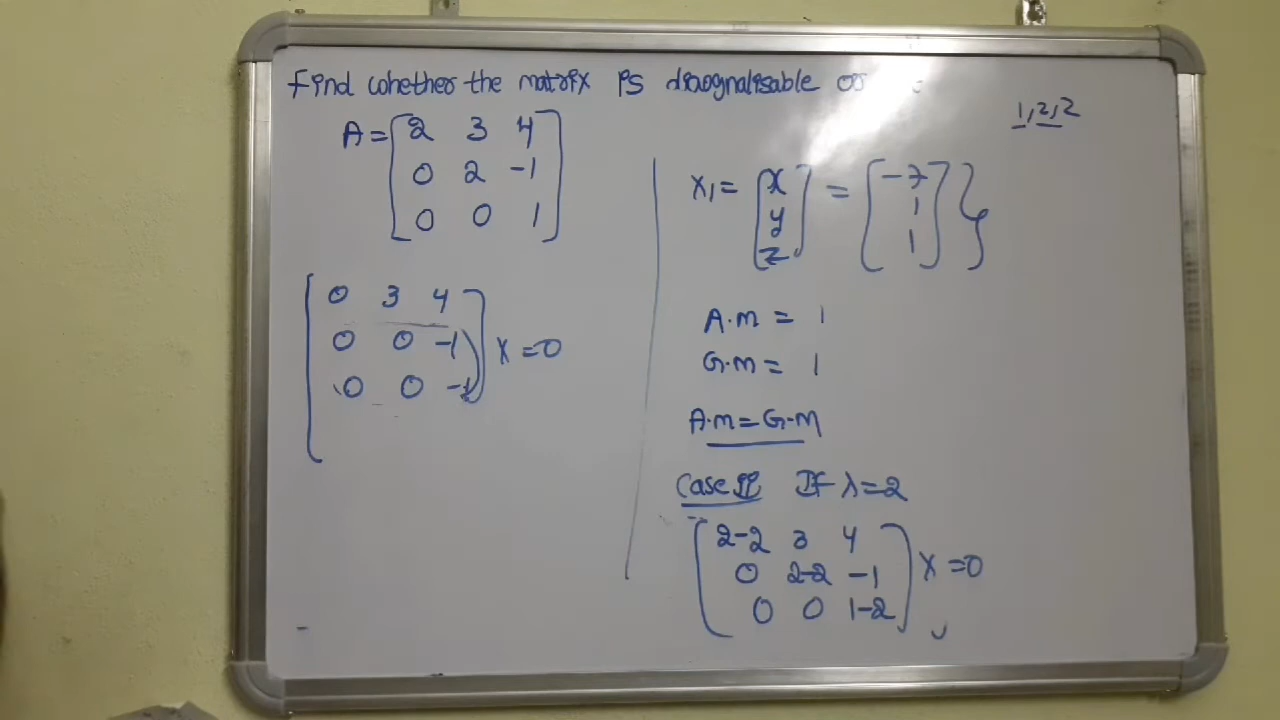 Find whether the matrix is diaognalisable or
1, 2, 2
A = [2 3 4
0 2 -1
0 0 1]
[0 3 4
0 0 -1
0 0 -1] X = 0
X₁ = [x y z] = [-7 1 1] }
A.M = 1
G.M = 1
A.M = G.M
Case II If λ = 2
[2-2 3 4
0 2-2 -1
0 0 1-2] X = 0